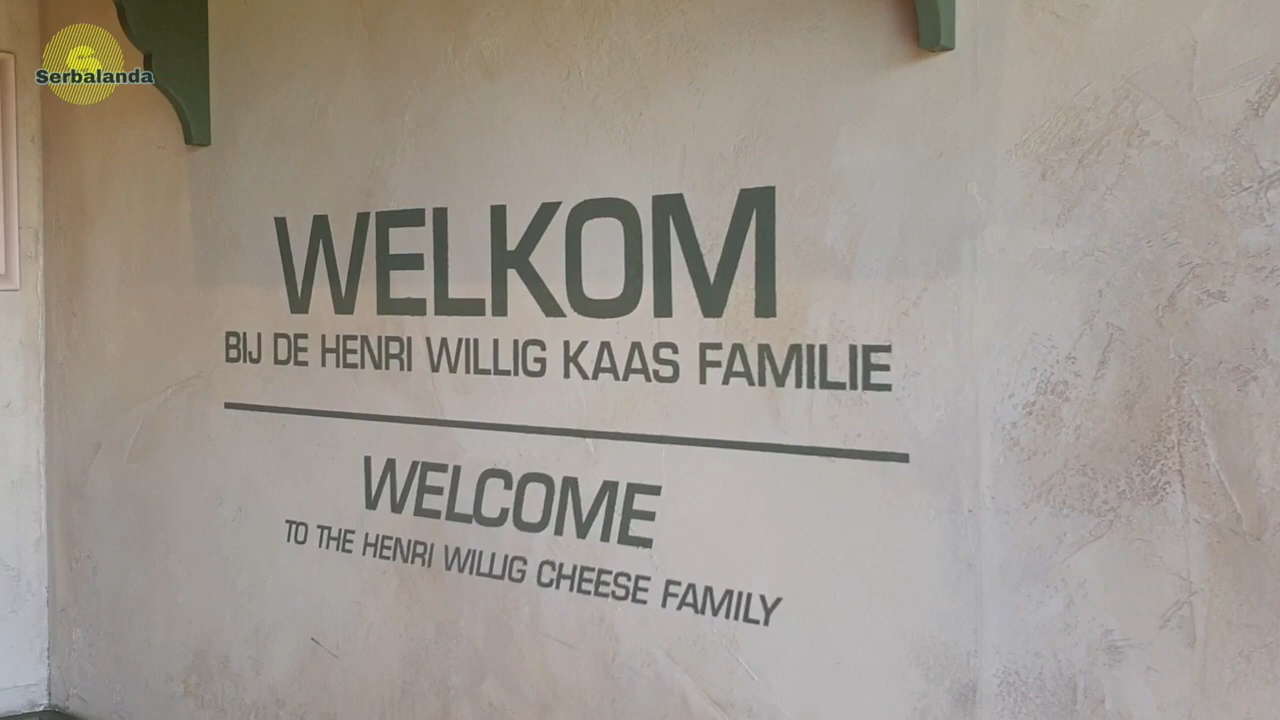 Serbalanda
WELKOM
BIJ DE HENRI WILLIG KAAS FAMILIE
WELCOME
TO THE HENRI WILLIG CHEESE FAMILY